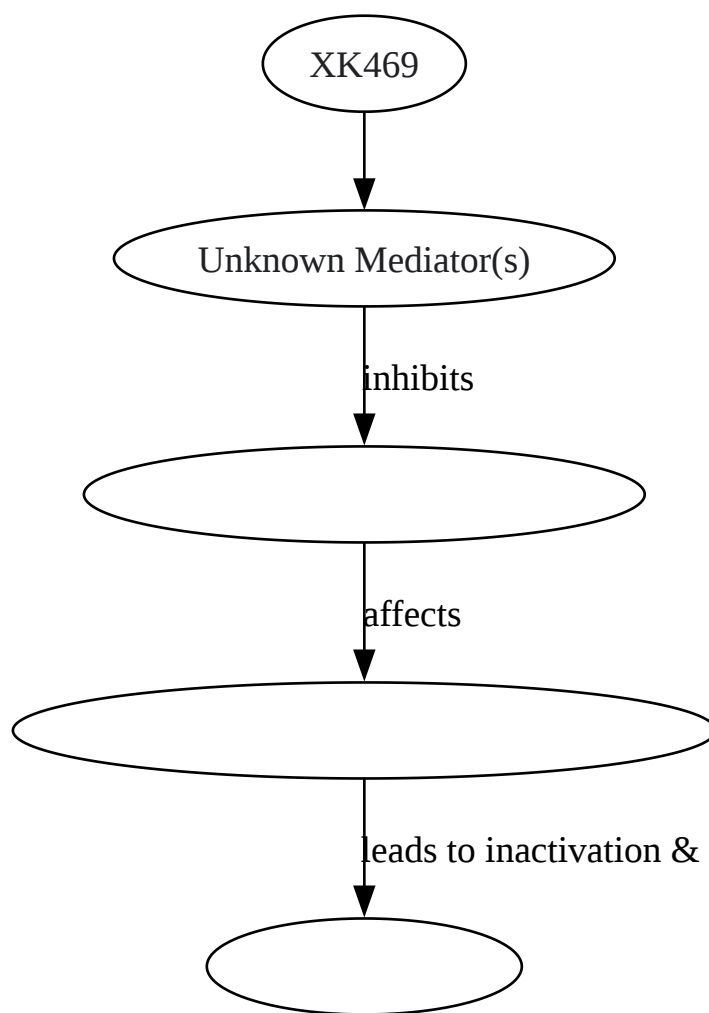 XK469
Unknown Mediator(s)
inhibits
affects
leads to inactivation &